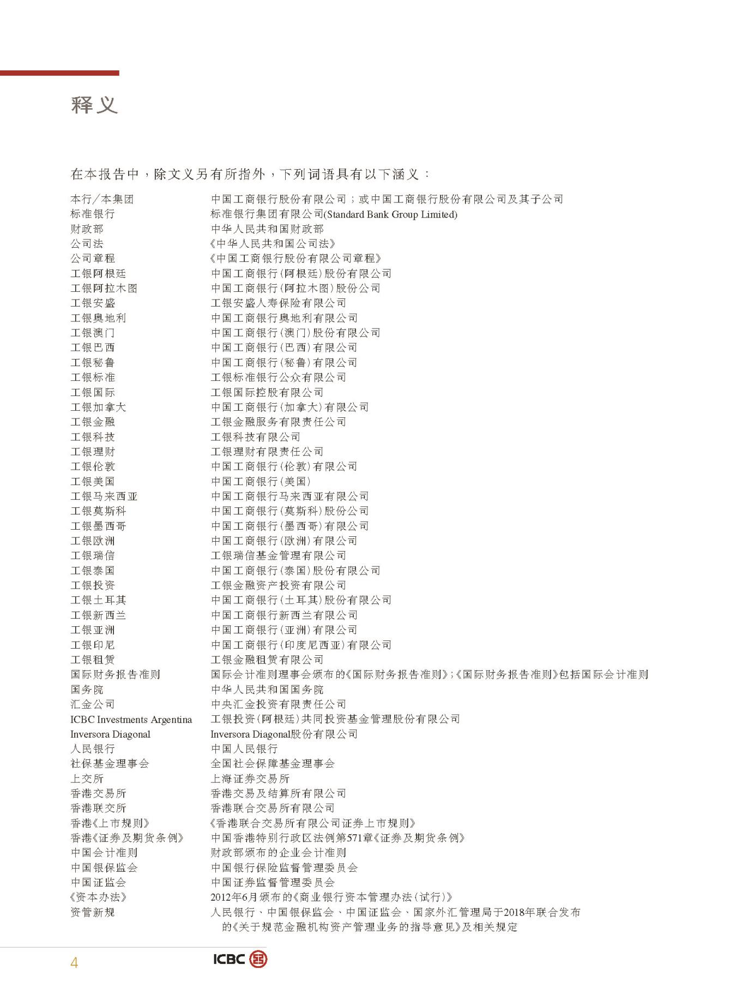 释义
在本报告中，除文义另有所指外，下列词语具有以下涵义：
本行／本集团 中国工商银行股份有限公司；或中国工商银行股份有限公司及其子公司
标准银行 标准银行集团有限公司(Standard Bank Group Limited)
财政部 中华人民共和国财政部
公司法 《中华人民共和国公司法》
公司章程 《中国工商银行股份有限公司章程》
工银阿根廷 中国工商银行(阿根廷)股份有限公司
工银阿拉木图 中国工商银行(阿拉木图)股份公司
工银安盛 工银安盛人寿保险有限公司
工银奥地利 中国工商银行奥地利有限公司
工银澳门 中国工商银行(澳门)股份有限公司
工银巴西 中国工商银行(巴西)有限公司
工银秘鲁 中国工商银行(秘鲁)有限公司
工银标准 工银标准银行公众有限公司
工银国际 工银国际控股有限公司
工银加拿大 中国工商银行(加拿大)有限公司
工银金融 工银金融服务有限责任公司
工银科技 工银科技有限公司
工银理财 工银理财有限责任公司
工银伦敦 中国工商银行(伦敦)有限公司
工银美国 中国工商银行(美国)
工银马来西亚 中国工商银行马来西亚有限公司
工银莫斯科 中国工商银行(莫斯科)股份公司
工银墨西哥 中国工商银行(墨西哥)有限公司
工银欧洲 中国工商银行(欧洲)有限公司
工银瑞信 工银瑞信基金管理有限公司
工银泰国 中国工商银行(泰国)股份有限公司
工银投资 工银金融资产投资有限公司
工银土耳其 中国工商银行(土耳其)股份有限公司
工银新西兰 中国工商银行新西兰有限公司
工银亚洲 中国工商银行(亚洲)有限公司
工银印尼 中国工商银行(印度尼西亚)有限公司
工银租赁 工银金融租赁有限公司
国际财务报告准则 国际会计准则理事会颁布的《国际财务报告准则》；《国际财务报告准则》包括国际会计准则
国务院 中华人民共和国国务院
汇金公司 中央汇金投资有限责任公司
ICBC Investments Argentina 工银投资(阿根廷)共同投资基金管理股份有限公司
Inversora Diagonal Inversora Diagonal股份有限公司
人民银行 中国人民银行
社保基金理事会 全国社会保障基金理事会
上交所 上海证券交易所
香港交易所 香港交易及结算所有限公司
香港联交所 香港联合交易所有限公司
香港《上市规则》 《香港联合交易所有限公司证券上市规则》
香港《证券及期货条例》 中国香港特别行政区法例第571章《证券及期货条例》
中国会计准则 财政部颁布的企业会计准则
中国银保监会 中国银行保险监督管理委员会
中国证监会 中国证券监督管理委员会
《资本办法》 2012年6月颁布的《商业银行资本管理办法(试行)》
资管新规 人民银行、中国银保监会、中国证监会、国家外汇管理局于2018年联合发布
的《关于规范金融机构资产管理业务的指导意见》及相关规定
4 ICBC